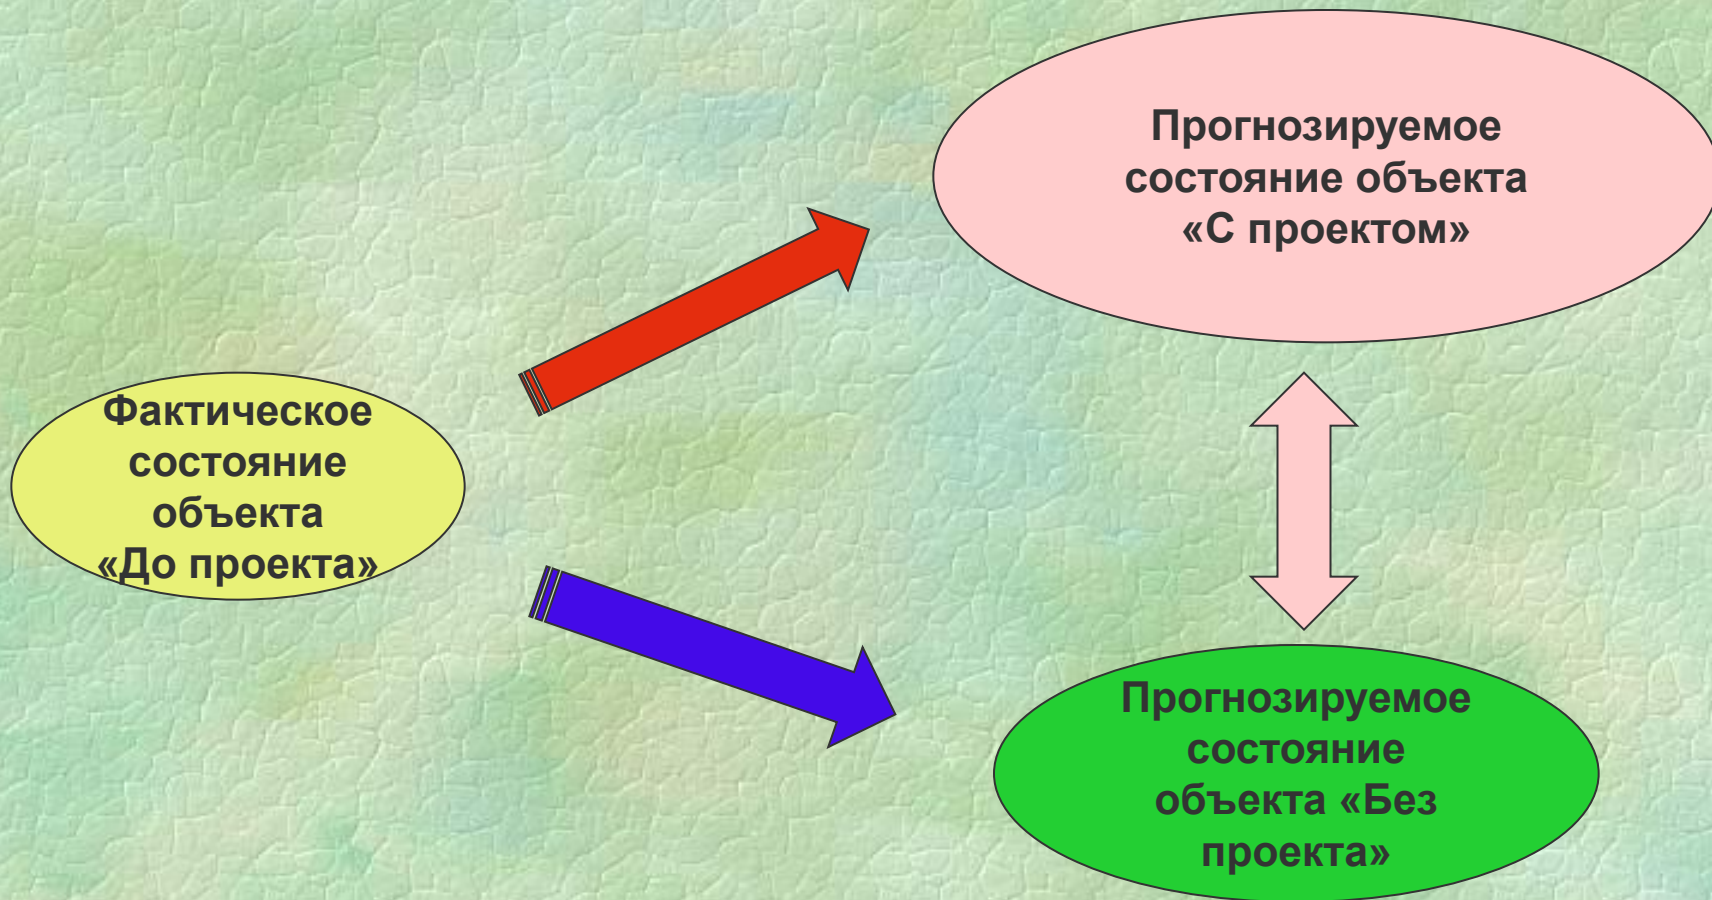 Прогнозируемое
состояние объекта
«С проектом»
Фактическое
состояние
объекта
«До проекта»
Прогнозируемое
состояние
объекта «Без
проекта»